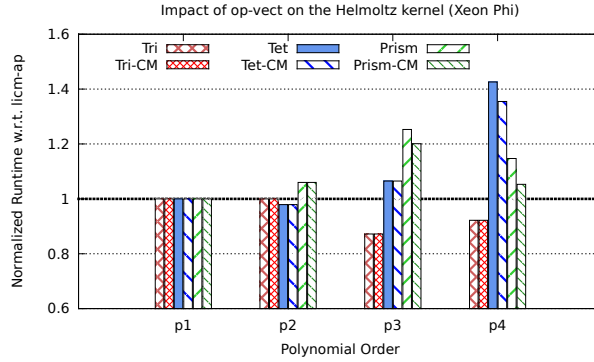 Impact of op-vect on the Helmoltz kernel (Xeon Phi)
1.6
Tri
Tet
Prism
Tri-CM
Tet-CM
Prism-CM
1.4
1.2
1
0.8
0.6
Normalized Runtime w.r.t. licm-ap
p1
p2
p3
p4
Polynomial Order